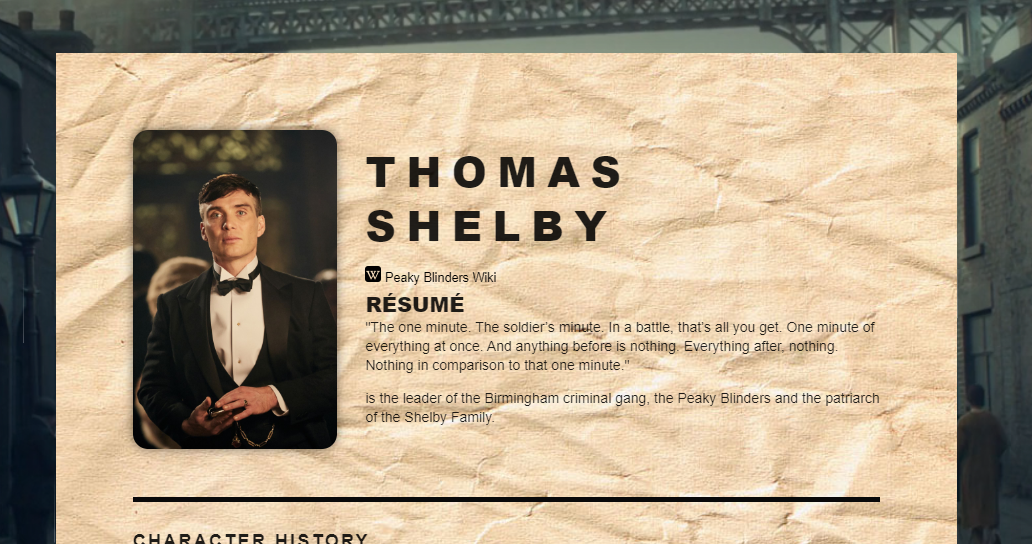 THOMAS
SHELBY
W Peaky Blinders Wiki
RÉSUMÉ
"The one minute. The soldier’s minute. In a battle, that’s all you get. One minute of
everything at once. And anything before is nothing. Everything after, nothing.
Nothing in comparison to that one minute."
is the leader of the Birmingham criminal gang, the Peaky Blinders and the patriarch
of the Shelby Family.
CHARACTER HISTORY